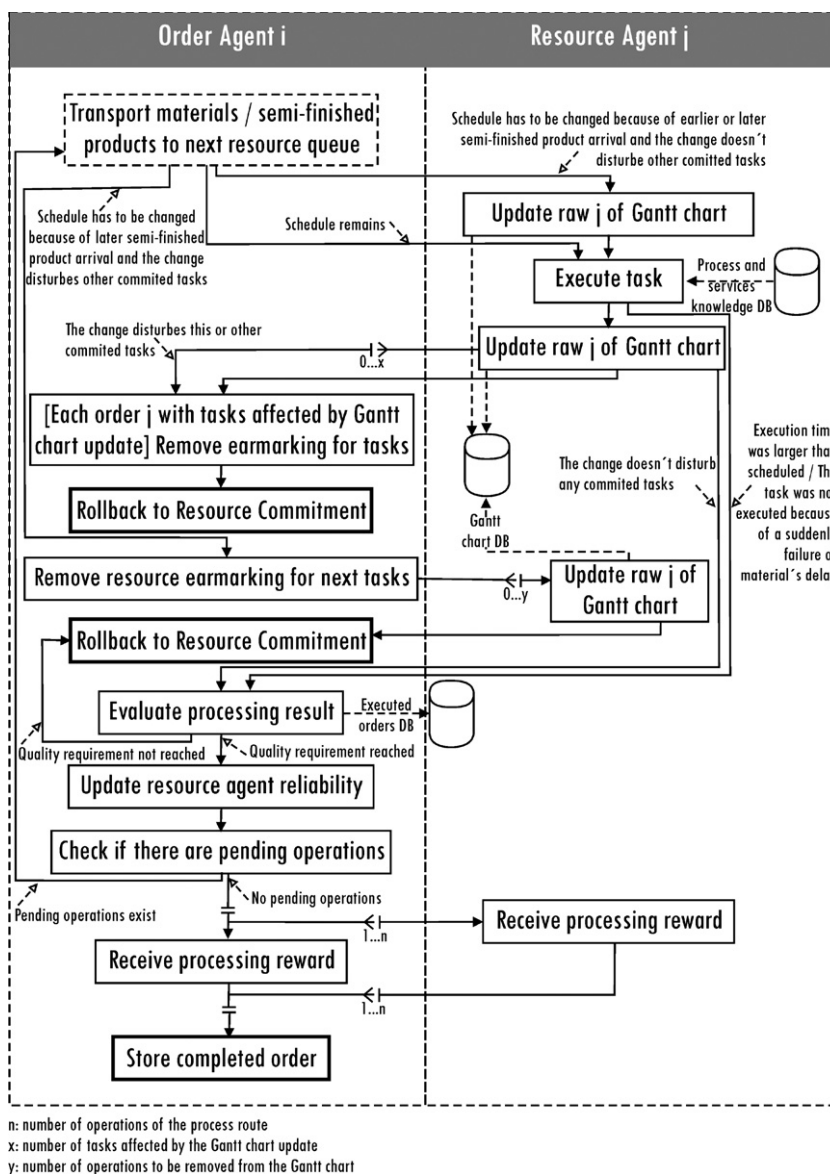 Order Agent i
Resource Agent j
Transport materials / semi-finished
products to next resource queue
Schedule has to be changed because of earlier or later
semi-finished product arrival and the change doesn´t
disturbe other comitted tasks
Schedule has to be changed
because of later semi-finished
product arrival and the change
disturbes other commited tasks
Schedule remains
Update raw j of Gantt chart
Execute task
Process and
services
knowledge DB
The change disturbes this or other
commited tasks
0...x
Update raw j of Gantt chart
[Each order j with tasks affected by Gantt
chart update] Remove earmarking for tasks
Rollback to Resource Commitment
Gantt
chart DB
The change doesn´t disturb
any commited tasks
Execution tim
was larger tha
scheduled / Th
task was no
executed becaus
of a suddenl
failure o
material´s dela
Remove resource earmarking for next tasks
0...y
Update raw j of
Gantt chart
Rollback to Resource Commitment
Evaluate processing result
Executed
orders DB
Quality requirement not reached
Quality requirement reached
Update resource agent reliability
Check if there are pending operations
Pending operations exist
No pending operations
1...n
Receive processing reward
Receive processing reward
1...n
Store completed order
n: number of operations of the process route
x: number of tasks affected by the Gantt chart update
y: number of operations to be removed from the Gantt chart